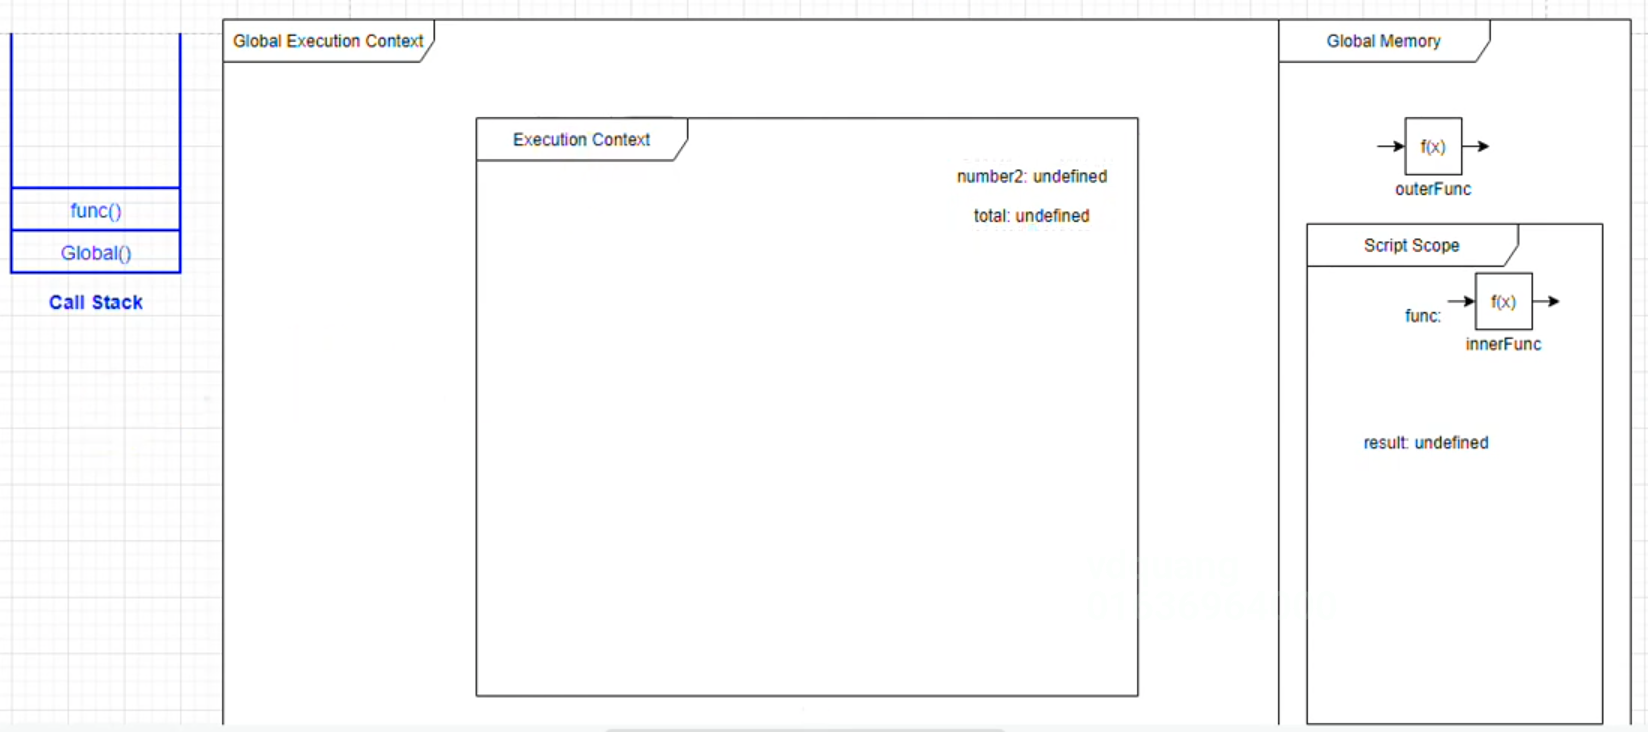 Global Execution Context
Global Memory
Execution Context
number2: undefined
total: undefined
f(x)
outerFunc
func()
Global()
Call Stack
Script Scope
f(x)
func:
innerFunc
result: undefined